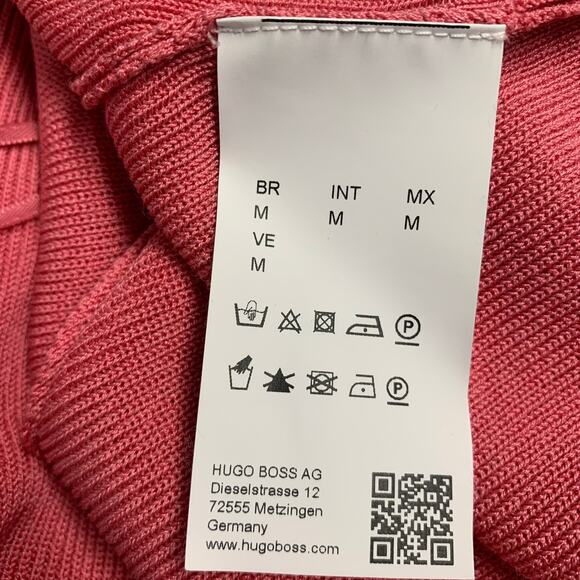 BR INT MX
M M M
VE
M
P
P
HUGO BOSS AG
Dieselstrasse 12
72555 Metzingen
Germany
www.hugoboss.com